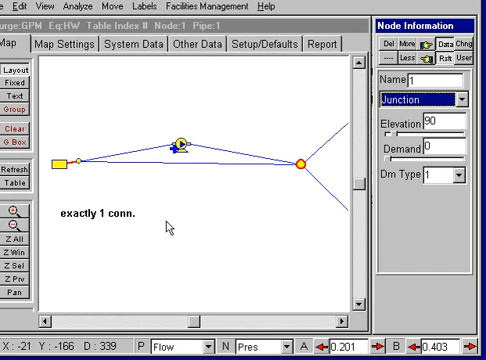 e Edit View Analyze Move Labels Facilities Management Help
urge:GPM Eq:HW Table Index # Node:1 Pipe:1
Map Map Settings System Data Other Data Setup/Defaults Report
Layout
Fixed
Text
Group
Clear
G Box
Refresh
Table
Z All
Z Win
Z Sel
Z Prv
Pan
exactly 1 conn.
Node Information
Del More Data Chng
---- Less Rslt User
Name 1
Junction
Elevation 90
Demand 0
Dm Type 1
X : -21 Y : -166 D : 339 P Flow N Pres A 0.201 B 0.403